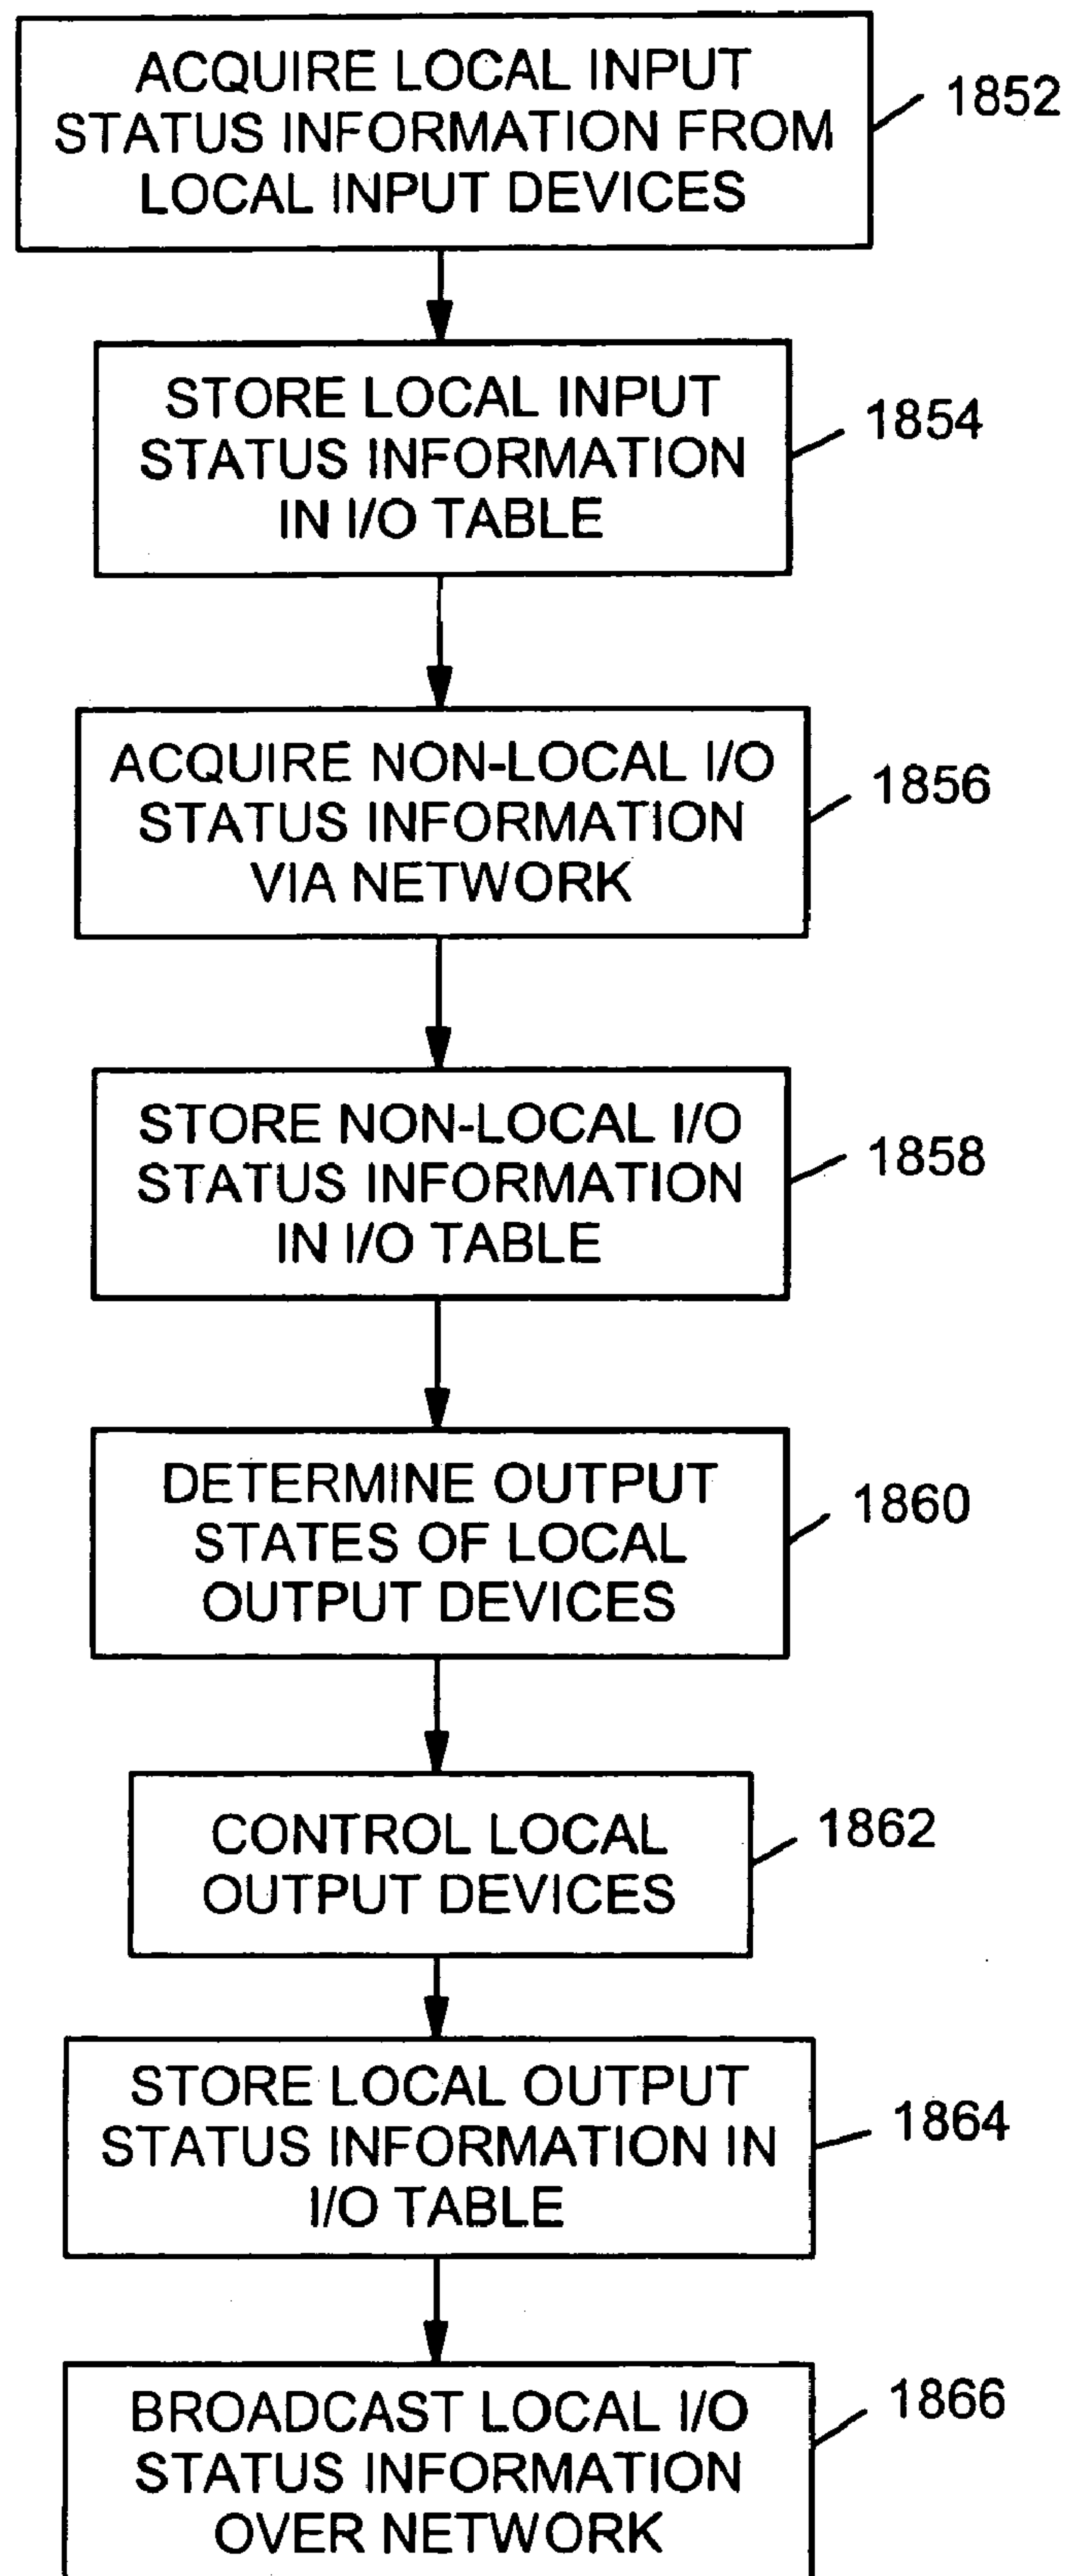 ACQUIRE LOCAL INPUT
STATUS INFORMATION FROM
LOCAL INPUT DEVICES
1852
STORE LOCAL INPUT
STATUS INFORMATION
IN I/O TABLE
1854
ACQUIRE NON-LOCAL I/O
STATUS INFORMATION
VIA NETWORK
1856
STORE NON-LOCAL I/O
STATUS INFORMATION
IN I/O TABLE
1858
DETERMINE OUTPUT
STATES OF LOCAL
OUTPUT DEVICES
1860
CONTROL LOCAL
OUTPUT DEVICES
1862
STORE LOCAL OUTPUT
STATUS INFORMATION IN
I/O TABLE
1864
BROADCAST LOCAL I/O
STATUS INFORMATION
OVER NETWORK
1866